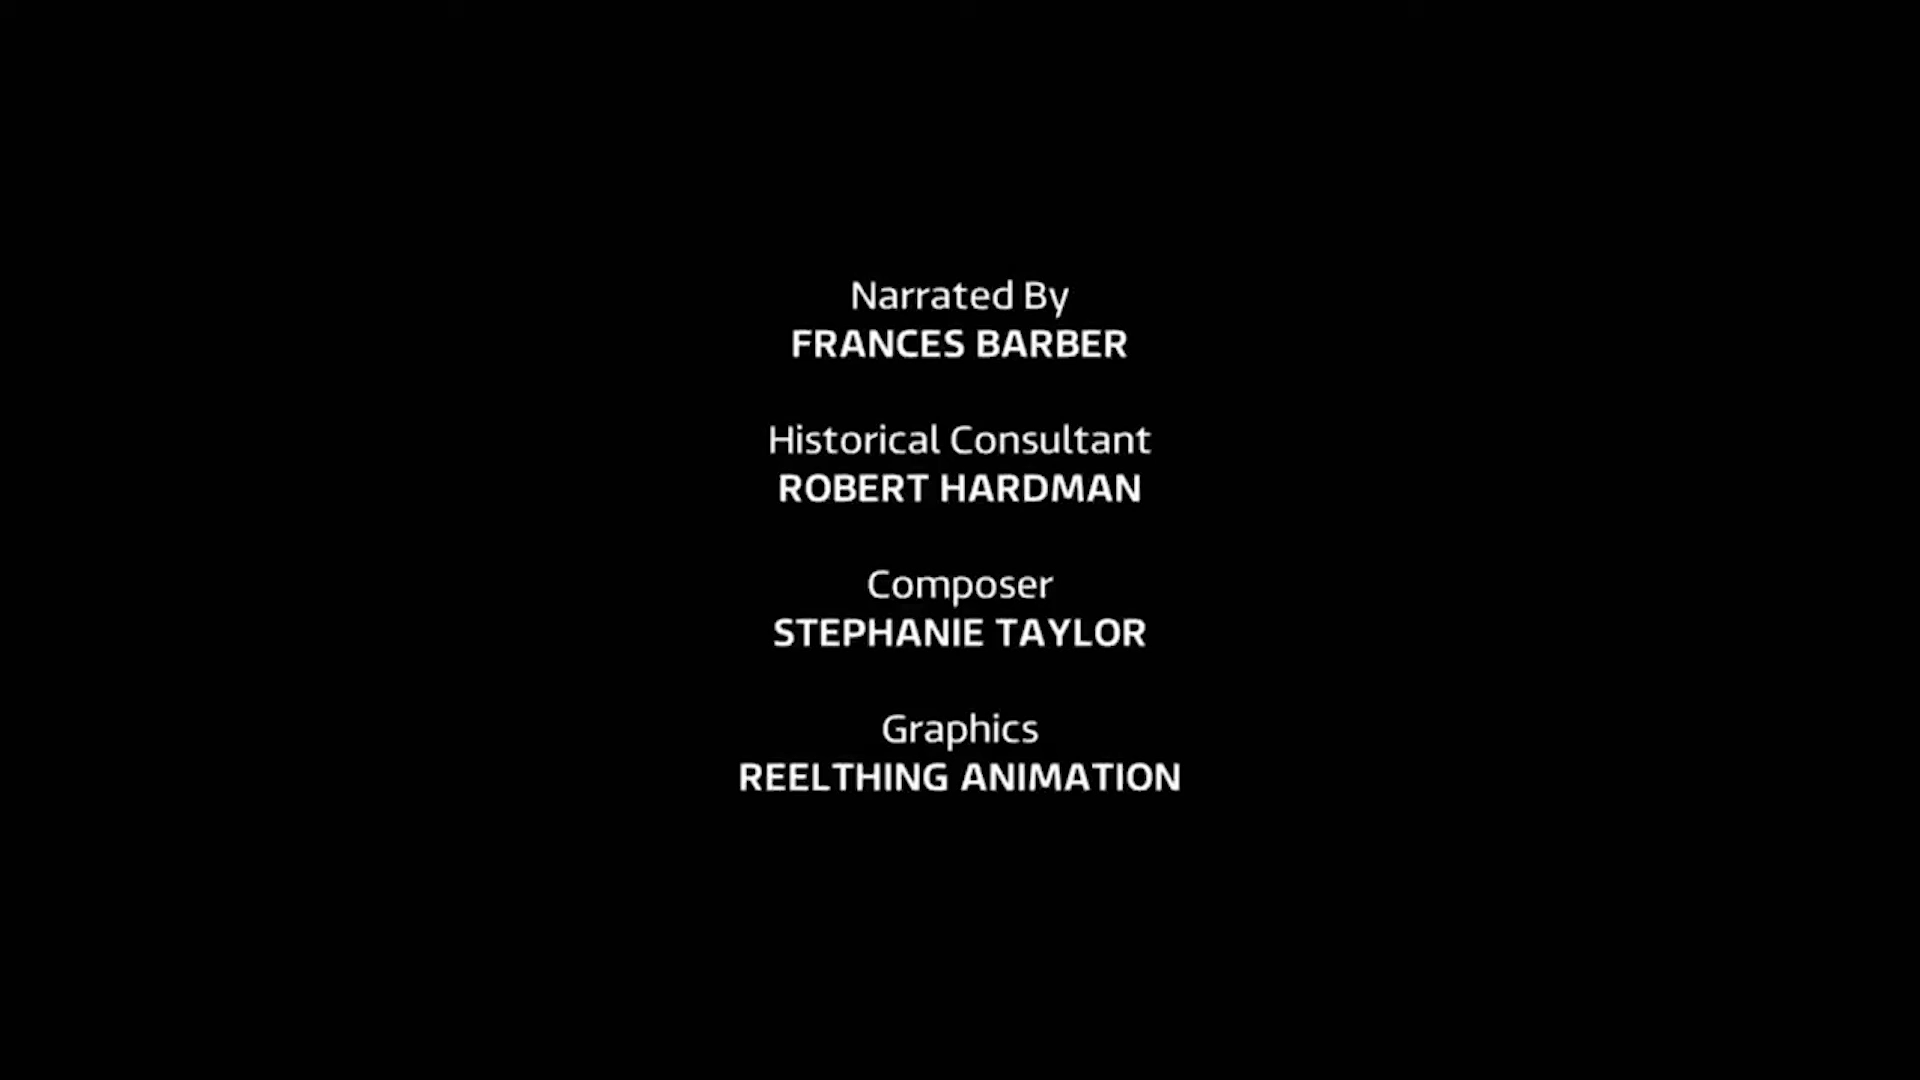 Narrated By
FRANCES BARBER
Historical Consultant
ROBERT HARDMAN
Composer
STEPHANIE TAYLOR
Graphics
REELTHING ANIMATION